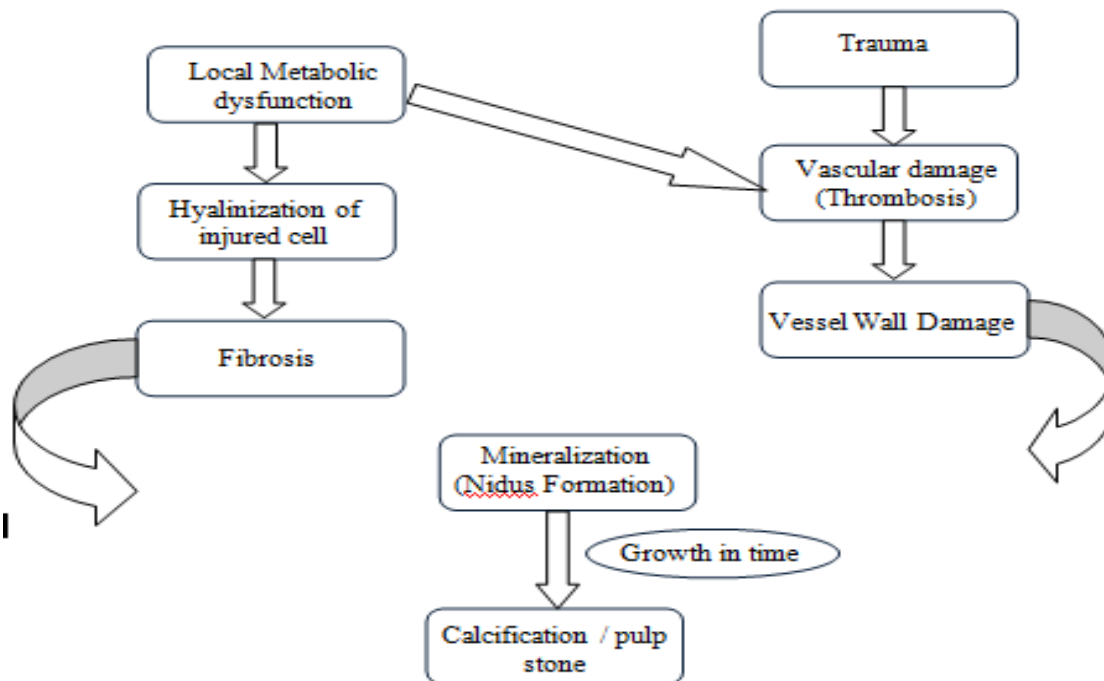 Local Metabolic
dysfunction
Hyalinization of
injured cell
Fibrosis
Trauma
Vascular damage
(Thrombosis)
Vessel Wall Damage
Mineralization
(Nidus Formation)
Growth in time
Calcification / pulp
stone